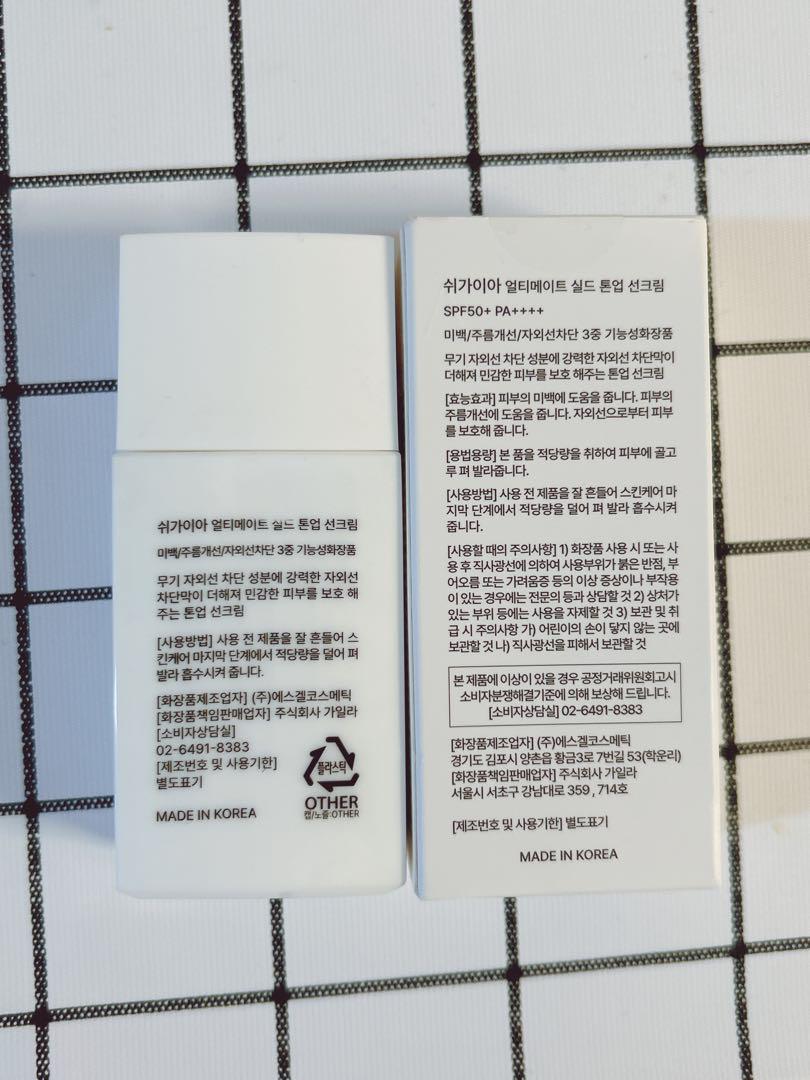 쉬가이아 얼티메이트 실드 톤업 선크림
미백/주름개선/자외선차단 3중 기능성화장품
무기 자외선 차단 성분에 강력한 자외선
차단막이 더해져 민감한 피부를 보호 해
주는 톤업 선크림
[사용방법] 사용 전 제품을 잘 흔들어 스
킨케어 마지막 단계에서 적당량을 덜어 펴
발라 흡수시켜 줍니다.
[화장품제조업자] (주)에스겔코스메틱
[화장품책임판매업자] 주식회사 가일라
[소비자상담실]
02-6491-8383
[제조번호 및 사용기한]
별도표기
MADE IN KOREA
플라스틱
OTHER
캡/노즐:OTHER
쉬가이아 얼티메이트 실드 톤업 선크림
SPF50+ PA++++
미백/주름개선/자외선차단 3중 기능성화장품
무기 자외선 차단 성분에 강력한 자외선 차단막이
더해져 민감한 피부를 보호 해주는 톤업 선크림
[효능효과] 피부의 미백에 도움을 줍니다. 피부의
주름개선에 도움을 줍니다. 자외선으로부터 피부
를 보호해 줍니다.
[용법용량] 본 품을 적당량을 취하여 피부에 골고
루 펴 발라줍니다.
[사용방법] 사용 전 제품을 잘 흔들어 스킨케어 마
지막 단계에서 적당량을 덜어 펴 발라 흡수시켜
줍니다.
[사용할 때의 주의사항] 1) 화장품 사용 시 또는 사
용 후 직사광선에 의하여 사용부위가 붉은 반점, 부
어오름 또는 가려움증 등의 이상 증상이나 부작용
이 있는 경우에는 전문의 등과 상담할 것 2) 상처가
있는 부위 등에는 사용을 자제할 것 3) 보관 및 취
급 시 주의사항 가) 어린이의 손이 닿지 않는 곳에
보관할 것 나) 직사광선을 피해서 보관할 것
본 제품에 이상이 있을 경우 공정거래위원회고시
소비자분쟁해결기준에 의해 보상해 드립니다.
[소비자상담실] 02-6491-8383
[화장품제조업자] (주)에스겔코스메틱
경기도 김포시 양촌읍 황금3로 7번길 53(학운리)
[화장품책임판매업자] 주식회사 가일라
서울시 서초구 강남대로 359 , 714호
[제조번호 및 사용기한] 별도표기
MADE IN KOREA